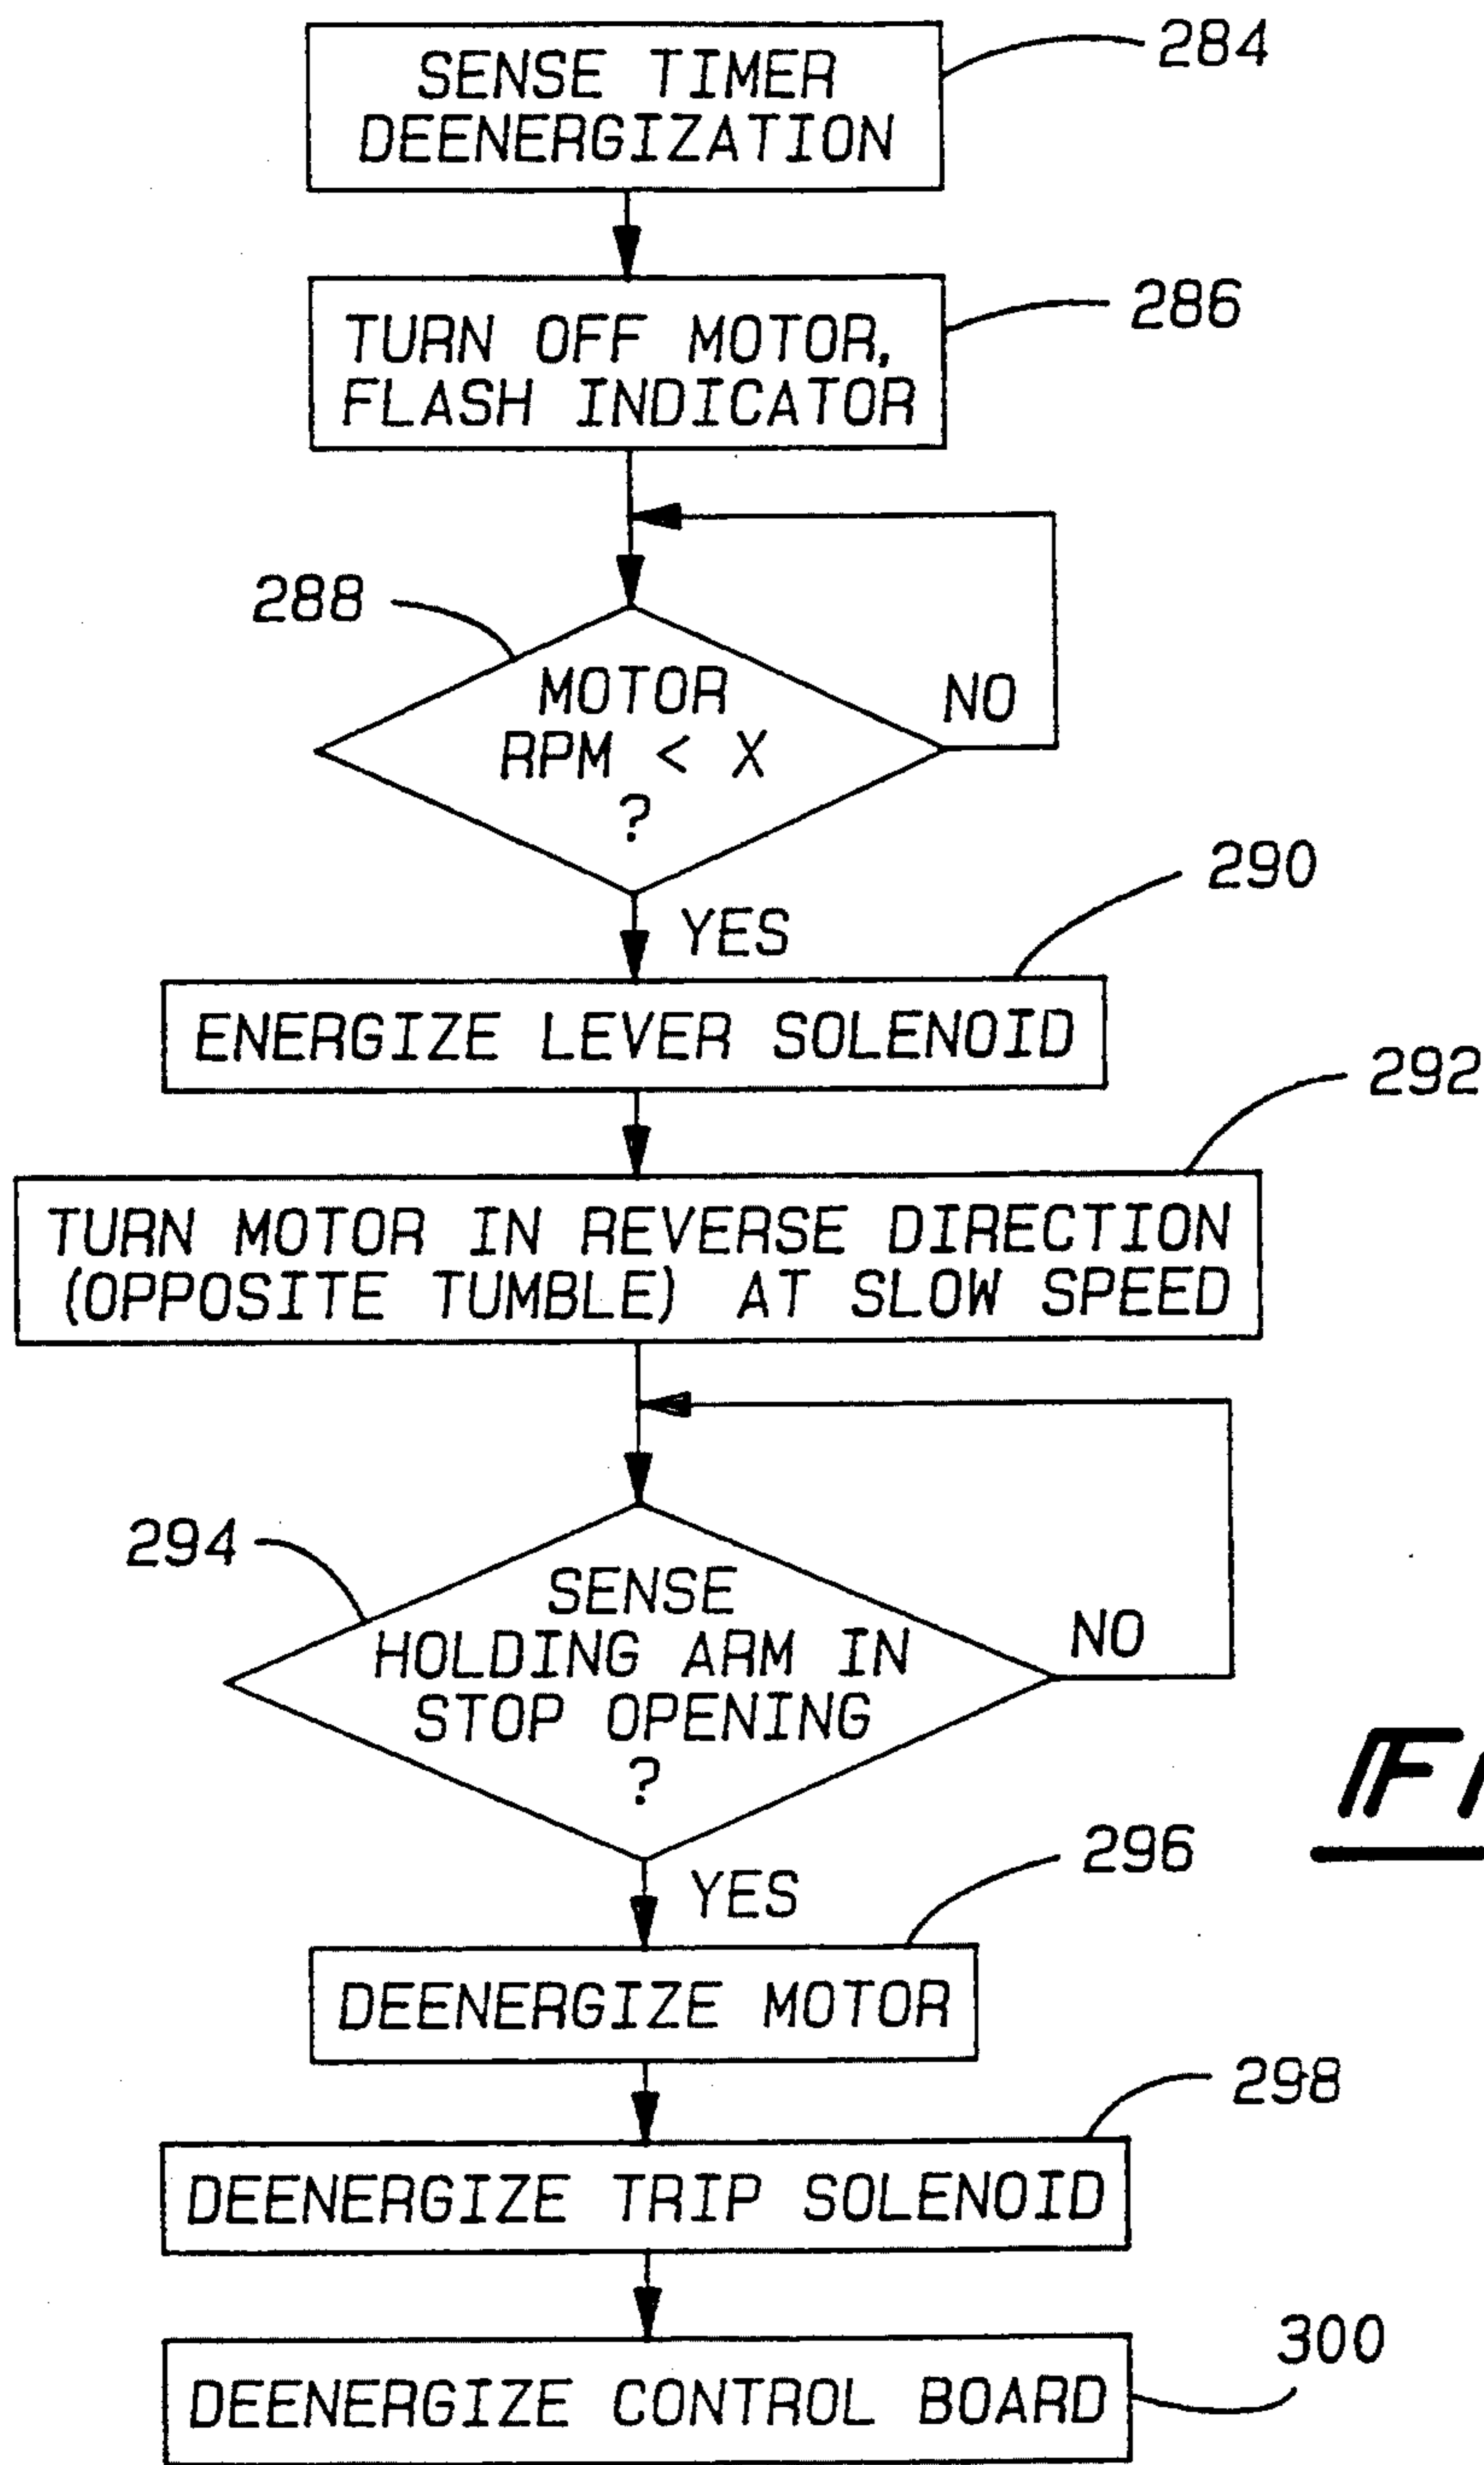 SENSE TIMER
DEENERGIZATION
284
TURN OFF MOTOR,
FLASH INDICATOR
286
288
MOTOR
RPM < X
?
NO
YES
290
ENERGIZE LEVER SOLENOID
292
TURN MOTOR IN REVERSE DIRECTION
(OPPOSITE TUMBLE) AT SLOW SPEED
294
SENSE
HOLDING ARM IN
STOP OPENING
?
NO
YES
296
DEENERGIZE MOTOR
298
DEENERGIZE TRIP SOLENOID
300
DEENERGIZE CONTROL BOARD